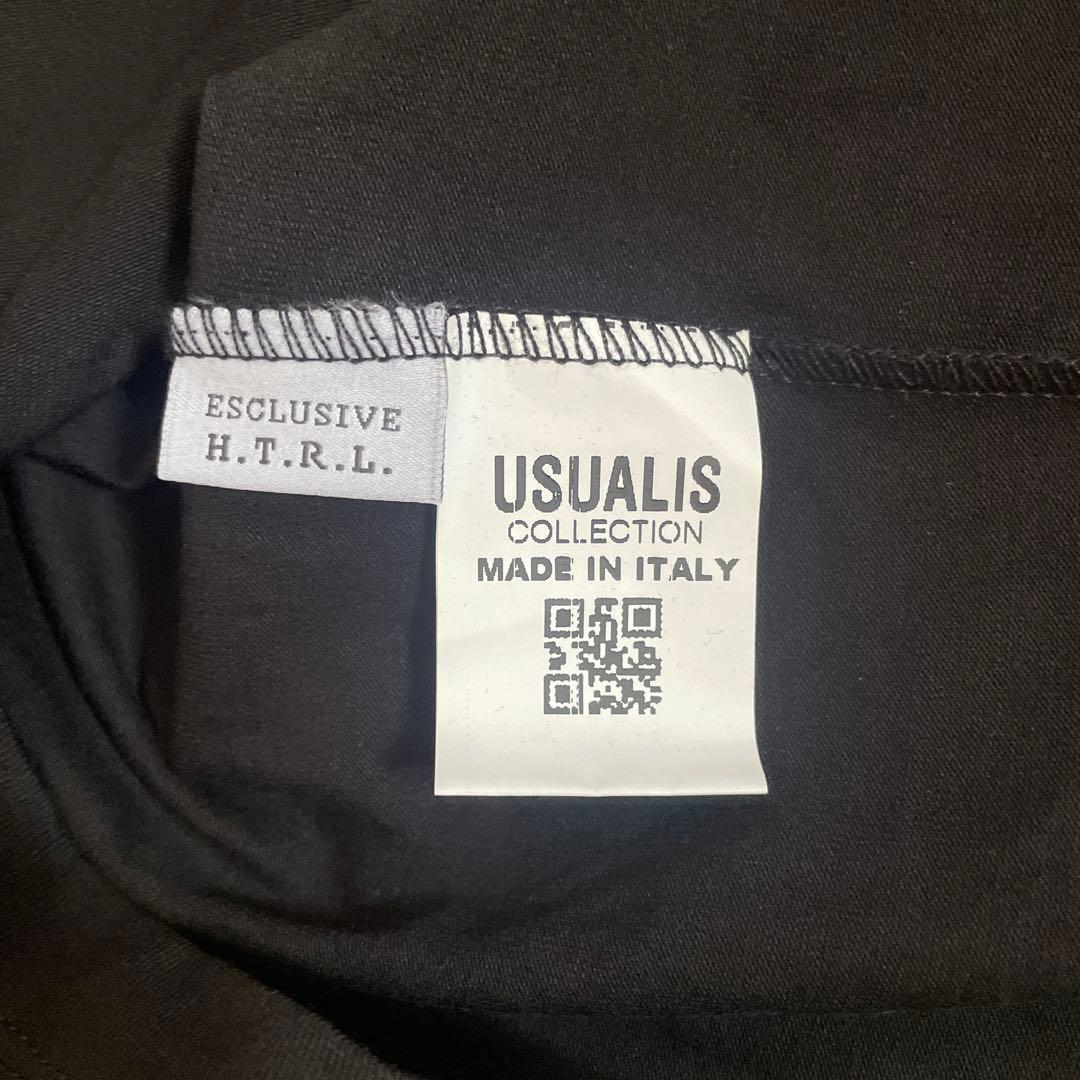 ESCLUSIVE
H.T.R.L.
USUALIS
COLLECTION
MADE IN ITALY